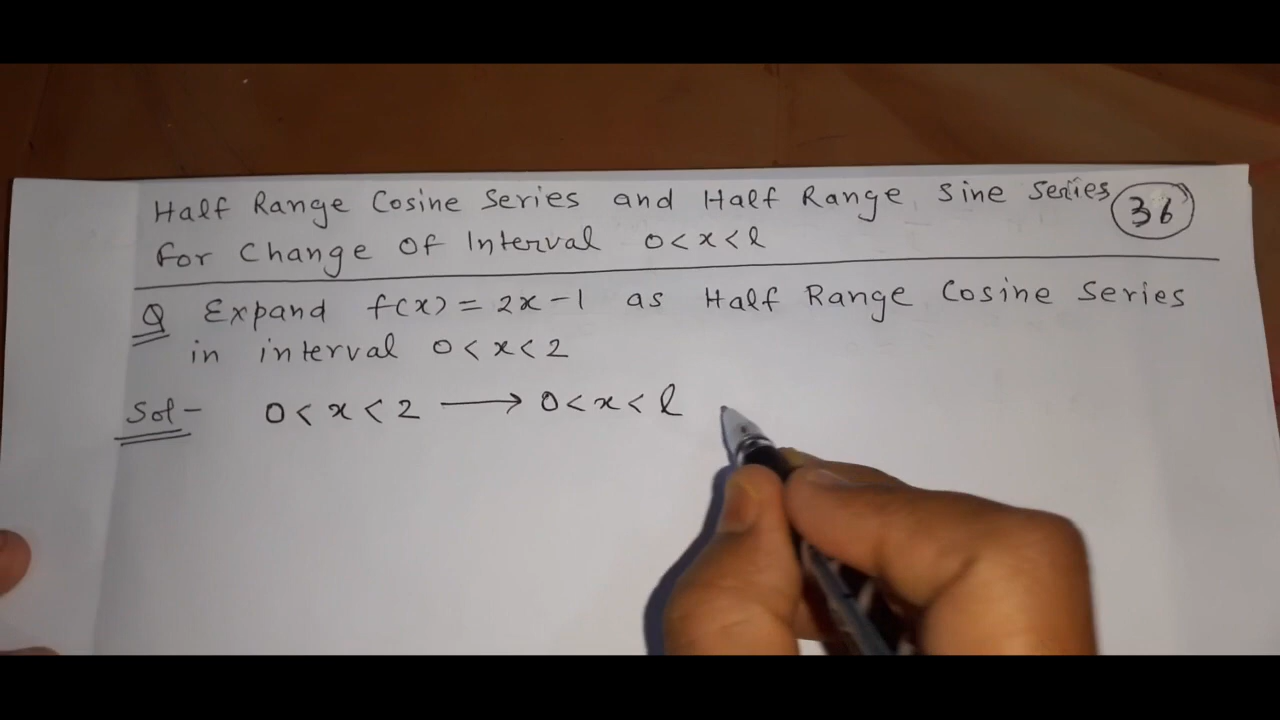 Half Range Cosine Series and Half Range Sine Series 36
for Change Of Interval 0<x<l
Q Expand f(x) = 2x-1 as Half Range Cosine Series
in interval 0<x<2
Sol- 0<x<2 ⟶ 0<x<l